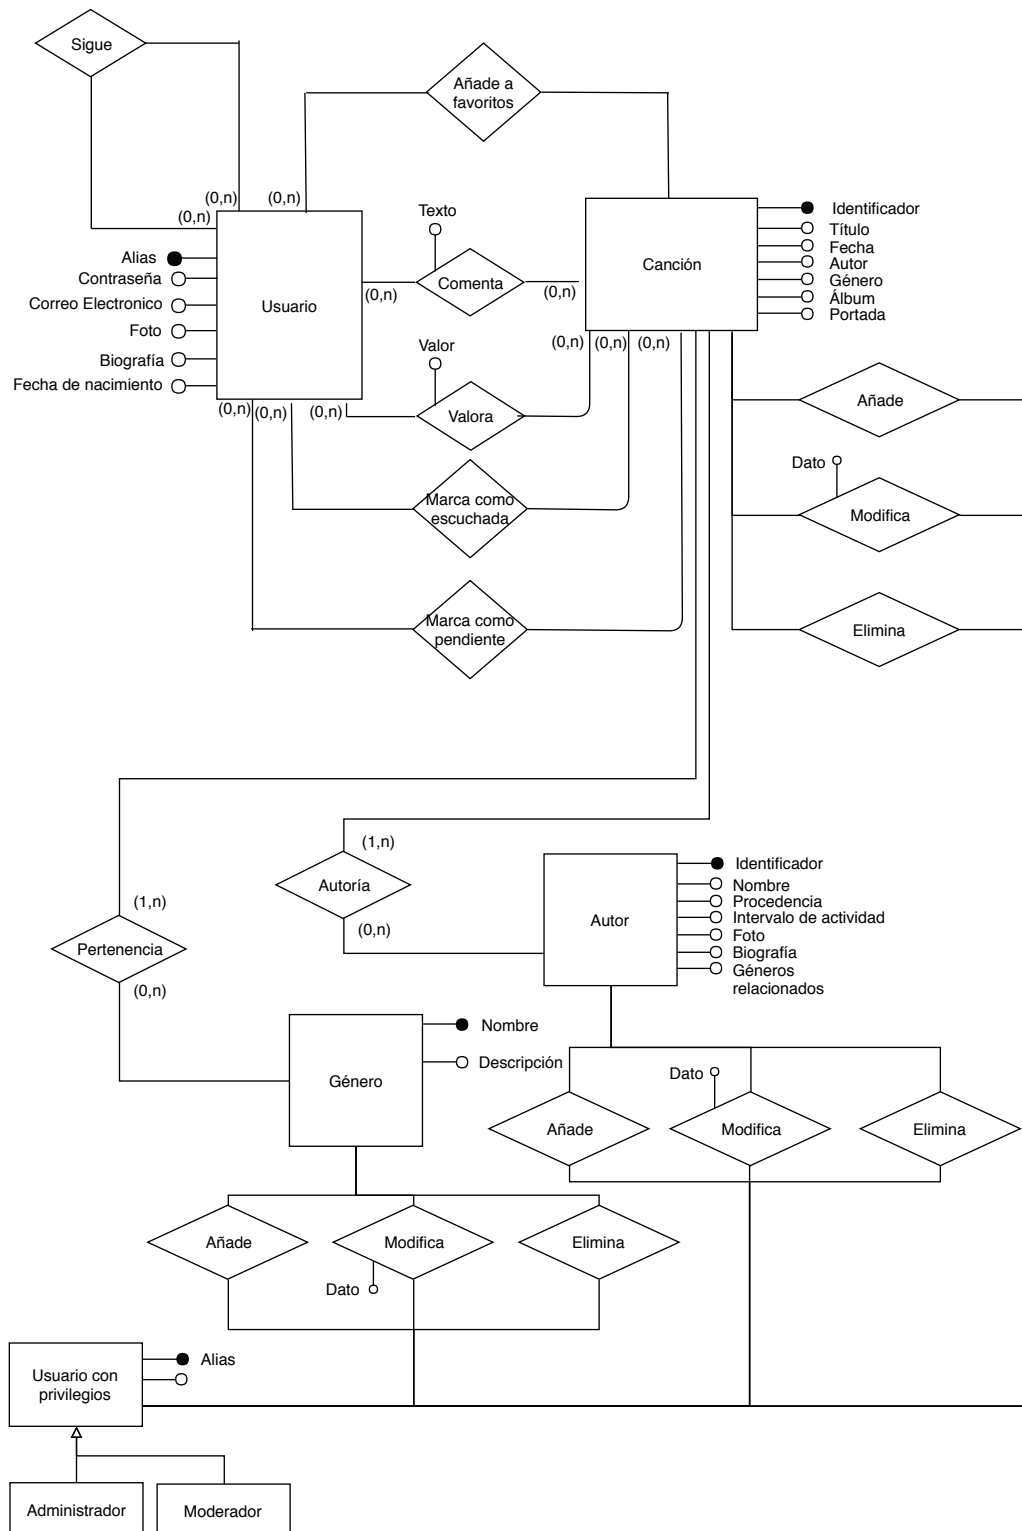 Sigue
Añade a
favoritos
(0,n)
(0,n)
(0,n)
Texto
Identificador
Título
Fecha
Autor
Género
Álbum
Portada
Canción
Alias
Contraseña
Correo Electronico
Foto
Biografía
Fecha de nacimiento
Usuario
(0,n)
Comenta
(0,n)
Valor
(0,n)
(0,n)
(0,n)
(0,n)
(0,n)
(0,n)
Valora
Añade
Dato
Modifica
Marca como
escuchada
Marca como
pendiente
Elimina
(1,n)
Autoría
(0,n)
(1,n)
Pertenencia
(0,n)
Autor
Identificador
Nombre
Procedencia
Intervalo de actividad
Foto
Biografía
Géneros
relacionados
Género
Nombre
Descripción
Dato
Añade
Modifica
Elimina
Añade
Modifica
Elimina
Dato
Usuario con
privilegios
Alias
Administrador
Moderador